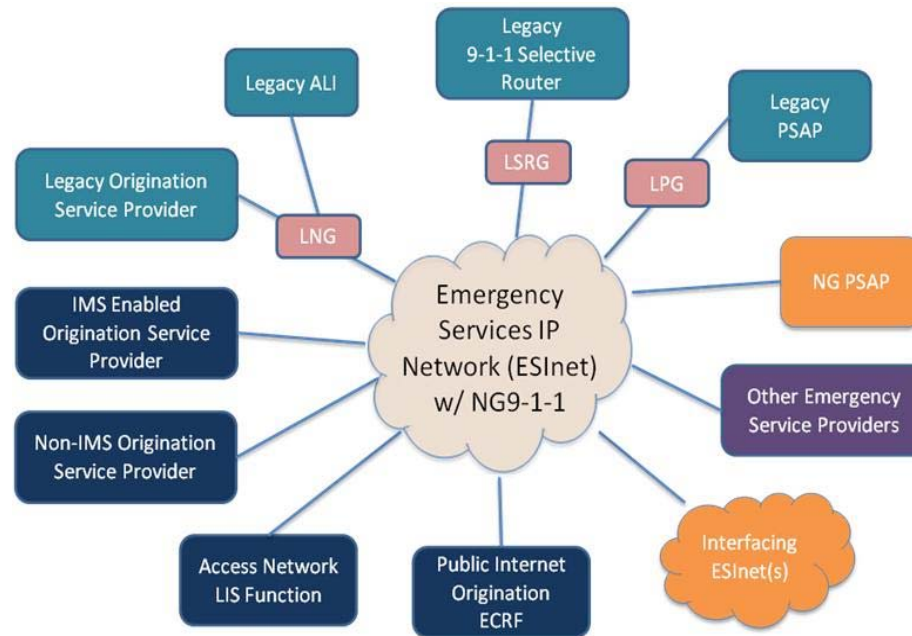 Legacy
9-1-1 Selective
Router
Legacy ALI
Legacy
PSAP
LSRG
LPG
Legacy Origination
Service Provider
LNG
NG PSAP
IMS Enabled
Origination Service
Provider
Emergency
Services IP
Network (ESInet)
w/ NG9-1-1
Other Emergency
Service Providers
Non-IMS Origination
Service Provider
Interfacing
ESInet(s)
Access Network
LIS Function
Public Internet
Origination
ECRF